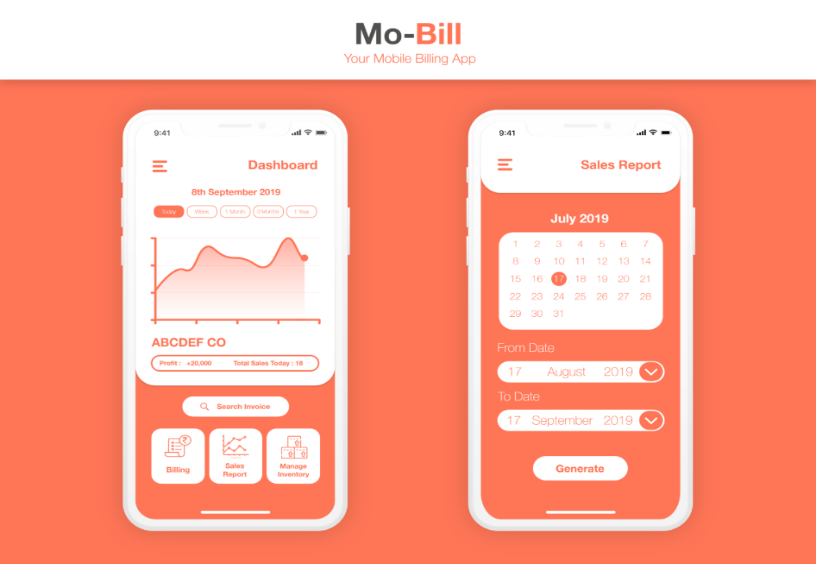 Mo-Bill
Your Mobile Billing App
9:41
Dashboard
8th September 2019
Today Week 1 Month 3 Months 1 Year
ABCDEF CO
Profit : +20,000 Total Sales Today : 18
Search Invoice
₹
Billing
Sales
Report
Manage
Inventory
9:41
Sales Report
July 2019
1 2 3 4 5 6 7
8 9 10 11 12 13 14
15 16 17 18 19 20 21
22 23 24 25 26 27 28
29 30 31
From Date
17 August 2019
To Date
17 September 2019
Generate